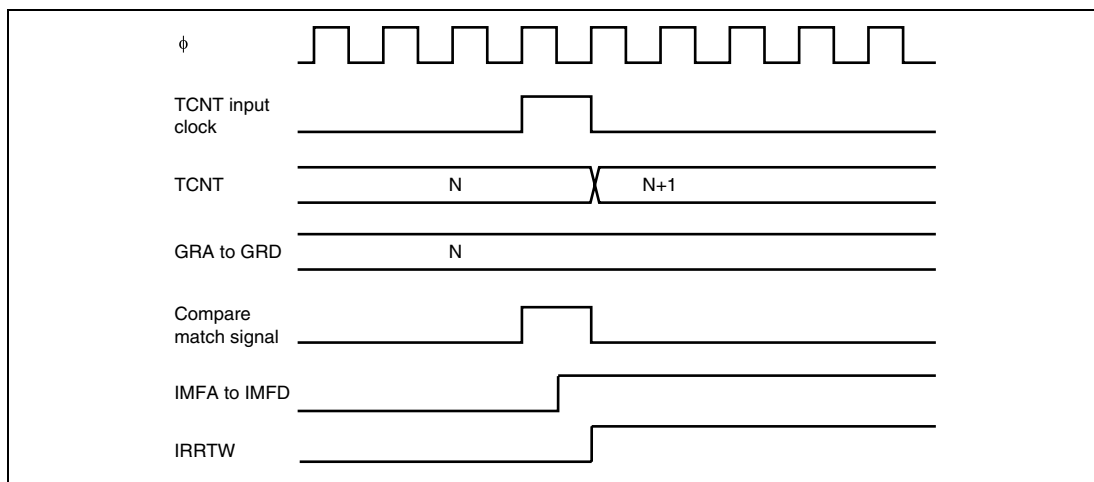 ϕ
TCNT input
clock
TCNT
N
N+1
GRA to GRD
N
Compare
match signal
IMFA to IMFD
IRRTW